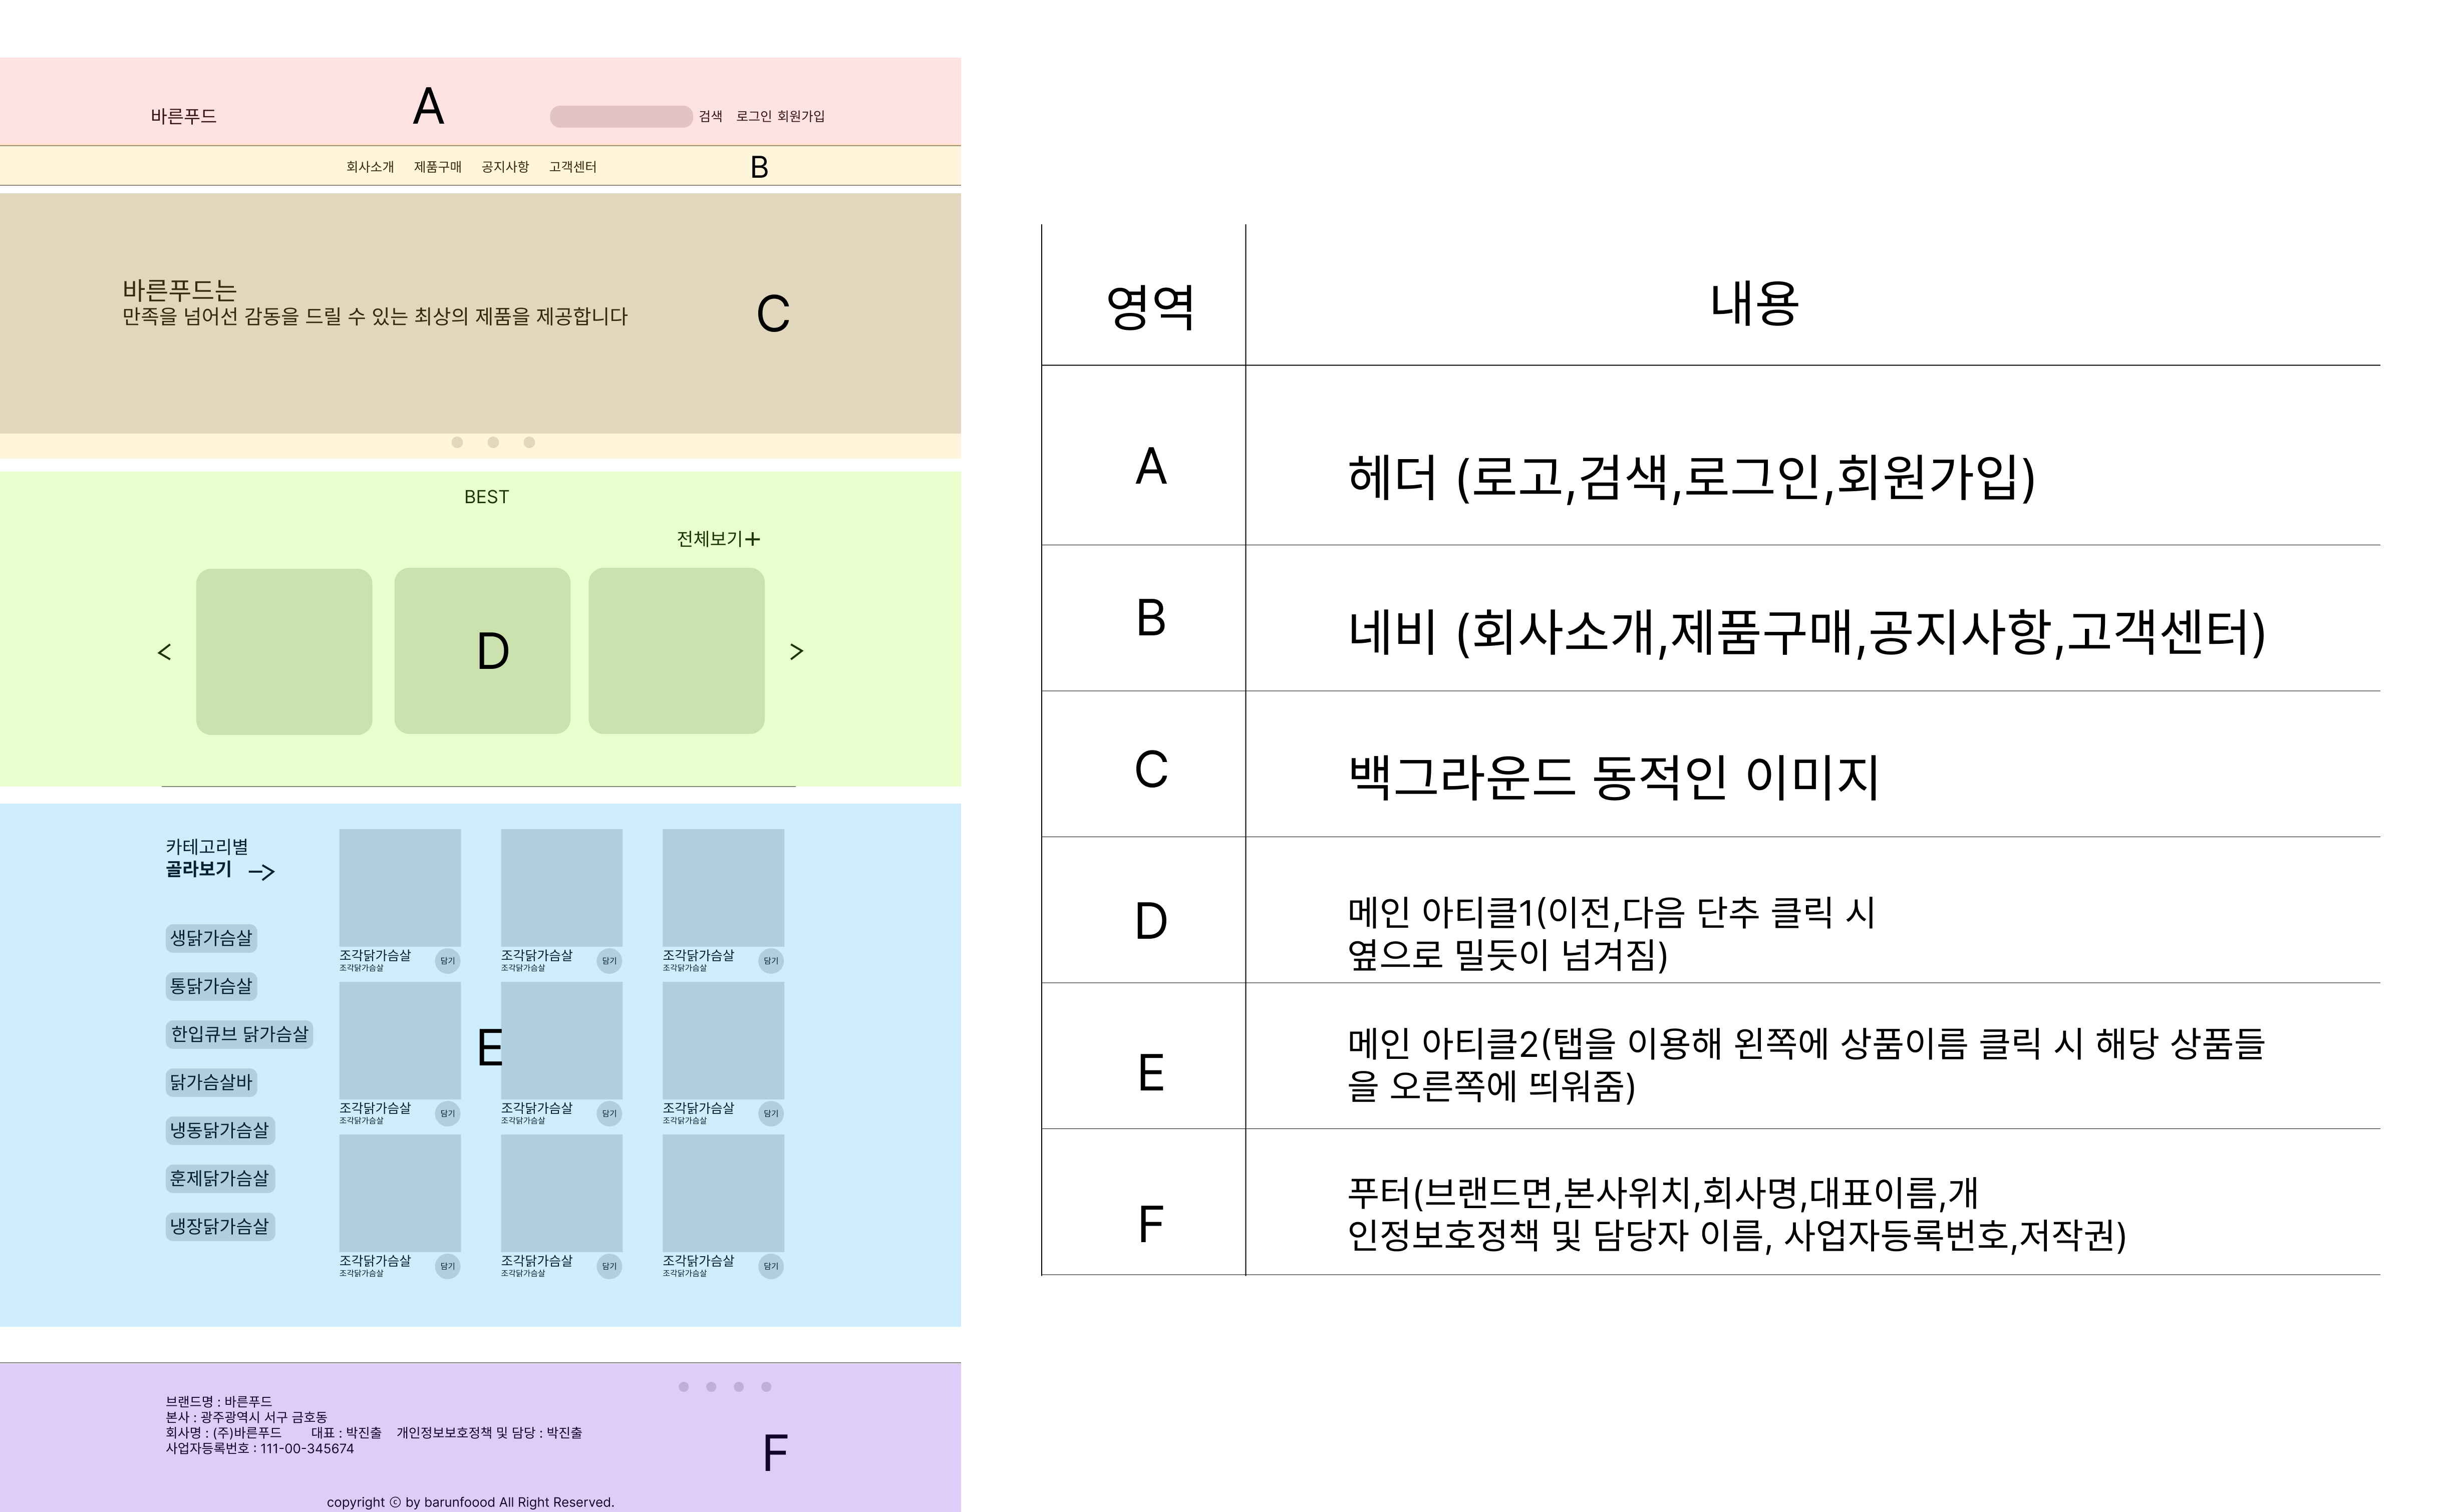 바른푸드
A
검색 로그인 회원가입
회사소개 제품구매 공지사항 고객센터
B
바른푸드는
만족을 넘어선 감동을 드릴 수 있는 최상의 제품을 제공합니다
C
BEST
전체보기+
<
D
>
카테고리별
골라보기
생닭가슴살
통닭가슴살
한입큐브 닭가슴살
닭가슴살바
냉동닭가슴살
훈제닭가슴살
냉장닭가슴살
조각닭가슴살
조각닭가슴살
담기
조각닭가슴살
조각닭가슴살
담기
조각닭가슴살
조각닭가슴살
담기
E
조각닭가슴살
조각닭가슴살
담기
조각닭가슴살
조각닭가슴살
담기
조각닭가슴살
조각닭가슴살
담기
조각닭가슴살
조각닭가슴살
담기
조각닭가슴살
조각닭가슴살
담기
조각닭가슴살
조각닭가슴살
담기
브랜드명 : 바른푸드
본사 : 광주광역시 서구 금호동
회사명 : (주)바른푸드 대표 : 박진출 개인정보보호정책 및 담당 : 박진출
사업자등록번호 : 111-00-345674
F
copyright ⓒ by barunfoood All Right Reserved.
영역 내용
A 헤더 (로고,검색,로그인,회원가입)
B 네비 (회사소개,제품구매,공지사항,고객센터)
C 백그라운드 동적인 이미지
D 메인 아티클1(이전,다음 단추 클릭 시
옆으로 밀듯이 넘겨짐)
E 메인 아티클2(탭을 이용해 왼쪽에 상품이름 클릭 시 해당 상품들
을 오른쪽에 띄워줌)
F 푸터(브랜드면,본사위치,회사명,대표이름,개
인정보호정책 및 담당자 이름, 사업자등록번호,저작권)